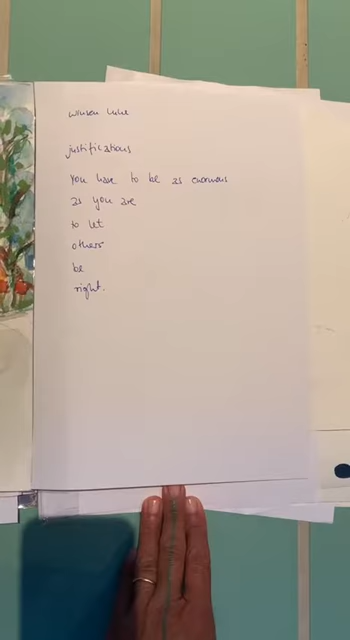 justifications
you have to be as enormous
as you are
to let
others
be
right.